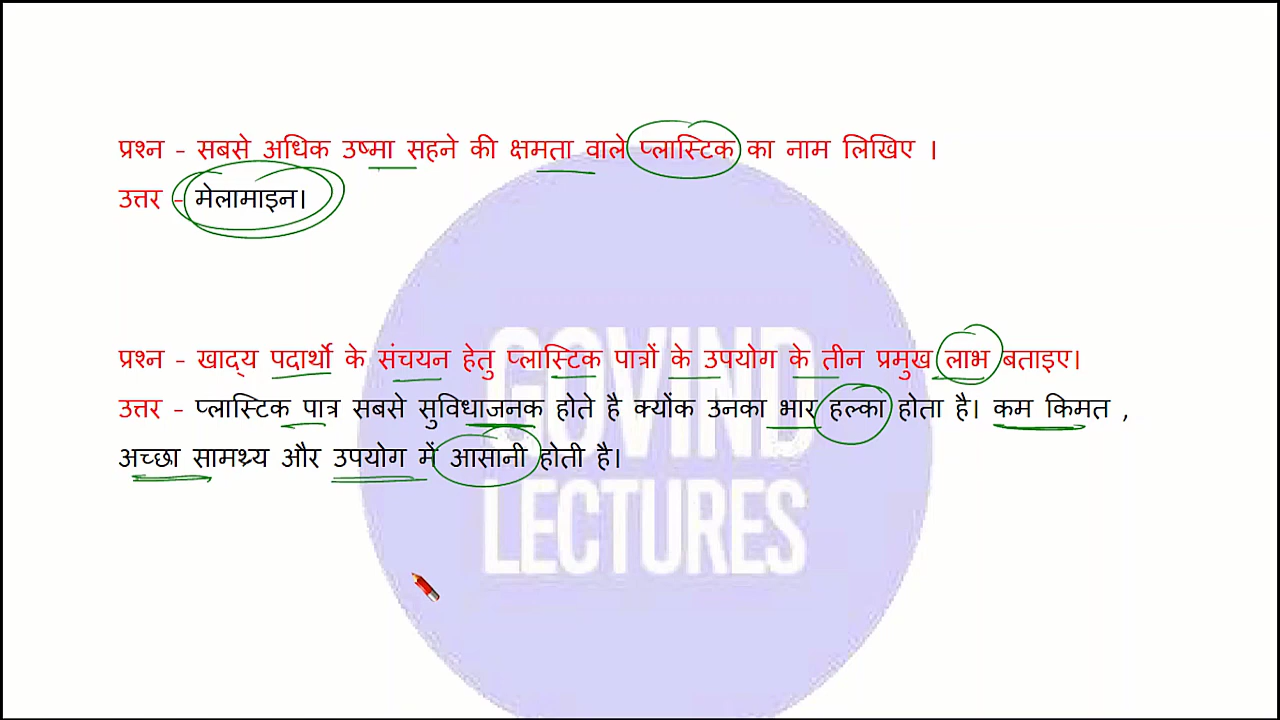 प्रश्न - सबसे अधिक उष्मा सहने की क्षमता वाले प्लास्टिक का नाम लिखिए ।
उत्तर - मेलामाइन।
प्रश्न - खाद्य पदार्थो के संचयन हेतु प्लास्टिक पात्रों के उपयोग के तीन प्रमुख लाभ बताइए।
उत्तर - प्लास्टिक पात्र सबसे सुविधाजनक होते है क्योंक उनका भार हल्का होता है। कम किमत ,
अच्छा सामथ्र्य और उपयोग में आसानी होती है।
GOVIND
LECTURES